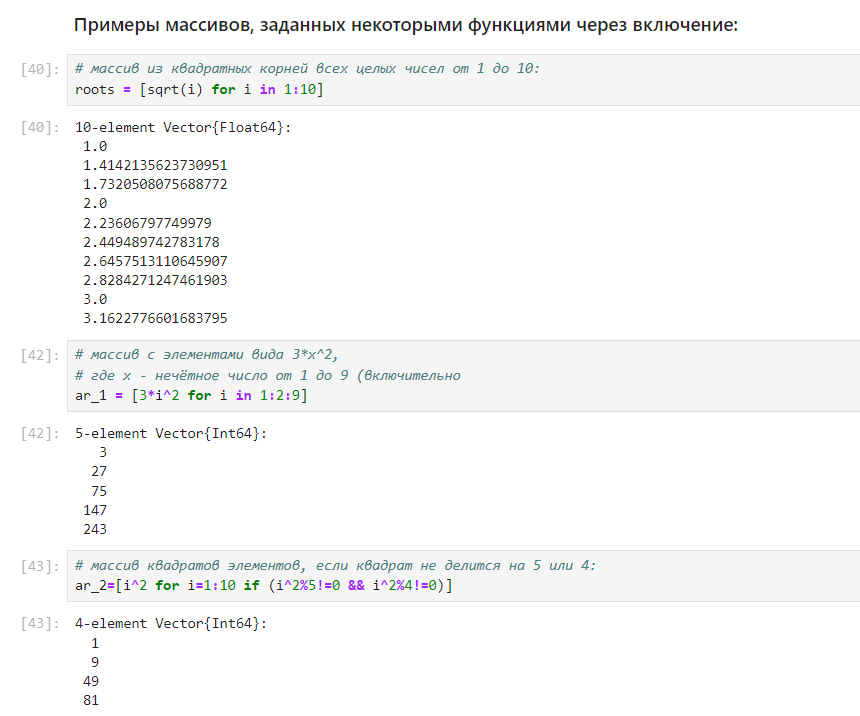 Примеры массивов, заданных некоторыми функциями через включение:
[40]: # массив из квадратных корней всех целых чисел от 1 до 10:
roots = [sqrt(i) for i in 1:10]
[40]: 10-element Vector{Float64}:
1.0
1.4142135623730951
1.7320508075688772
2.0
2.23606797749979
2.449489742783178
2.6457513110645907
2.8284271247461903
3.0
3.1622776601683795
[42]: # массив с элементами вида 3*x^2,
# где x - нечётное число от 1 до 9 (включительно
ar_1 = [3*i^2 for i in 1:2:9]
[42]: 5-element Vector{Int64}:
3
27
75
147
243
[43]: # массив квадратов элементов, если квадрат не делится на 5 или 4:
ar_2=[i^2 for i=1:10 if (i^2%5!=0 && i^2%4!=0)]
[43]: 4-element Vector{Int64}:
1
9
49
81